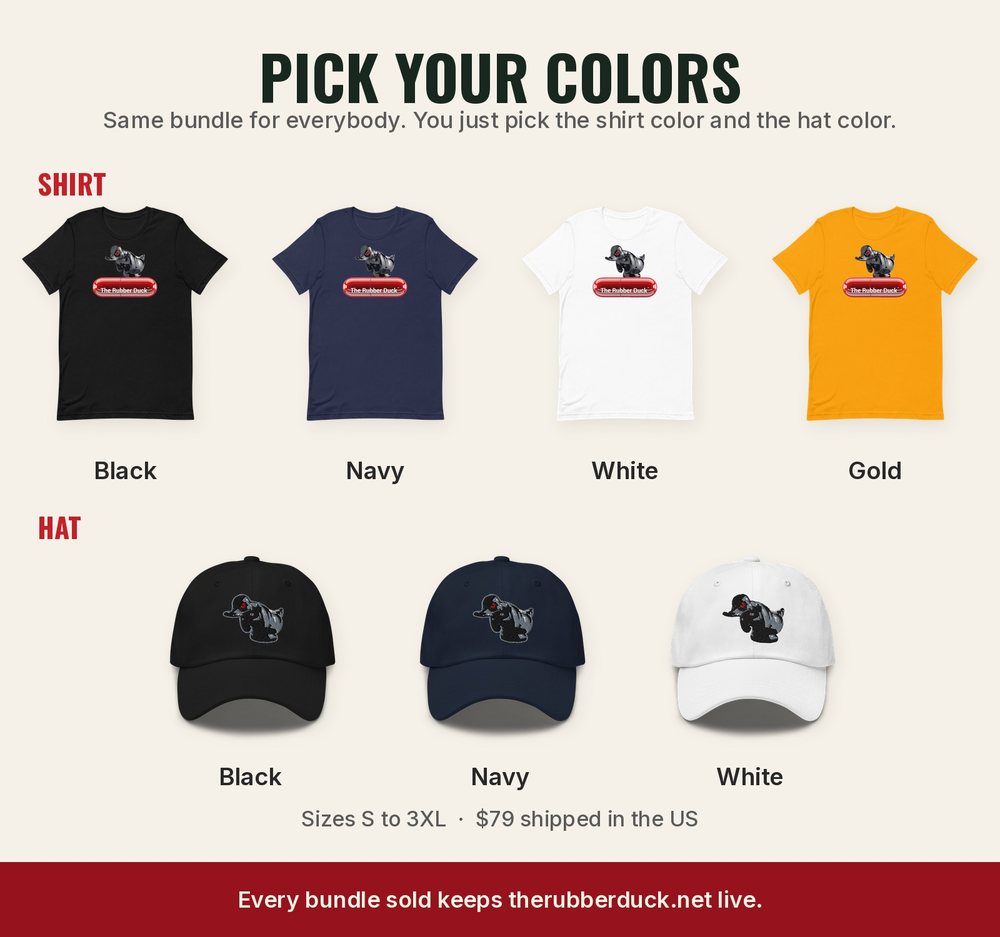 PICK YOUR COLORS
Same bundle for everybody. You just pick the shirt color and the hat color.
SHIRT
The Rubber Duck
The Rubber Duck
The Rubber Duck
The Rubber Duck
Black
Navy
White
Gold
HAT
Black
Navy
White
Sizes S to 3XL · $79 shipped in the US
Every bundle sold keeps therubberduck.net live.